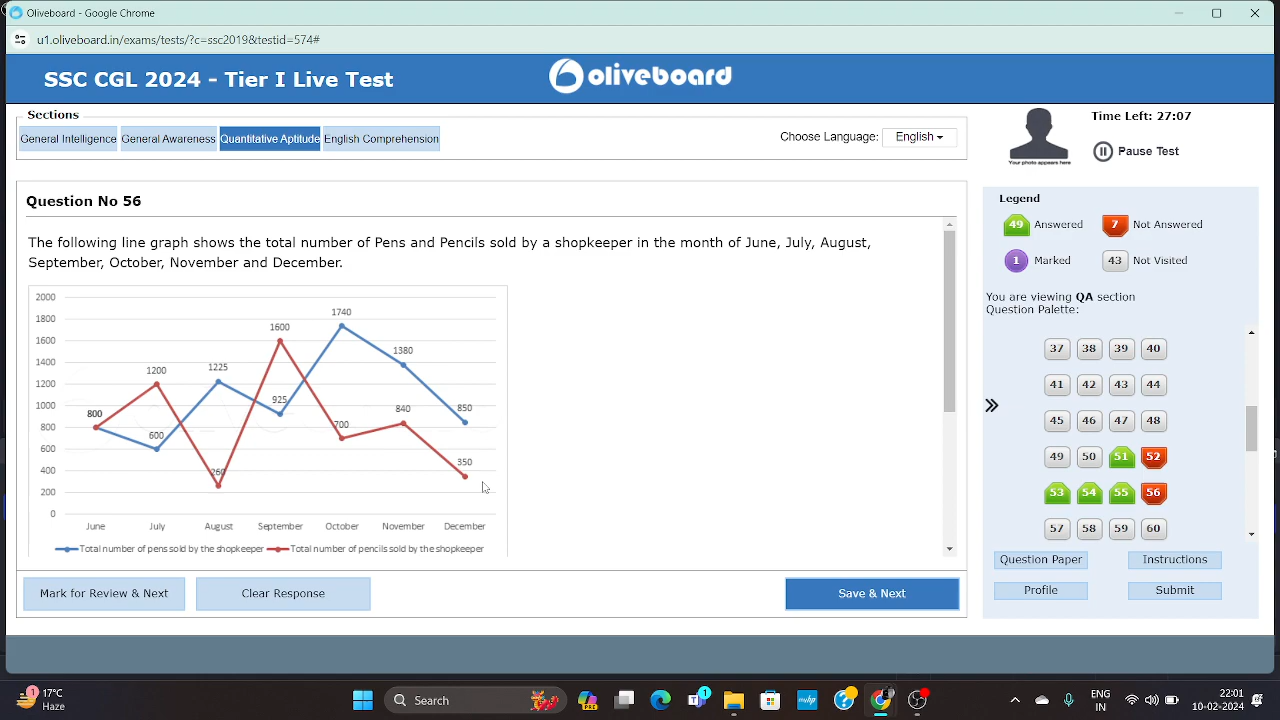 Oliveboard - Google Chrome
u1.oliveboard.in/exams/tests/?c=ssc2019&testid=574#
SSC CGL 2024 - Tier I Live Test
oliveboard
Sections
General Intelligence General Awareness Quantitative Aptitude English Comprehension
Choose Language: English
Your photo appears here
Time Left: 27:07
Pause Test
Question No 56
The following line graph shows the total number of Pens and Pencils sold by a shopkeeper in the month of June, July, August,
September, October, November and December.
2000
1800
1600
1400
1200
1000
800
600
400
200
0
800
1200
600
1225
260
1600
925
1740
700
1380
840
850
350
June July August September October November December
Total number of pens sold by the shopkeeper Total number of pencils sold by the shopkeeper
Mark for Review & Next Clear Response Save & Next
Legend
49 Answered 7 Not Answered
1 Marked 43 Not Visited
You are viewing QA section
Question Palette:
37 38 39 40
41 42 43 44
45 46 47 48
49 50 51 52
53 54 55 56
57 58 59 60
Question Paper Instructions
Profile Submit
17°C
Haze
Search
1
ENG
IN
22:01
10-02-2024